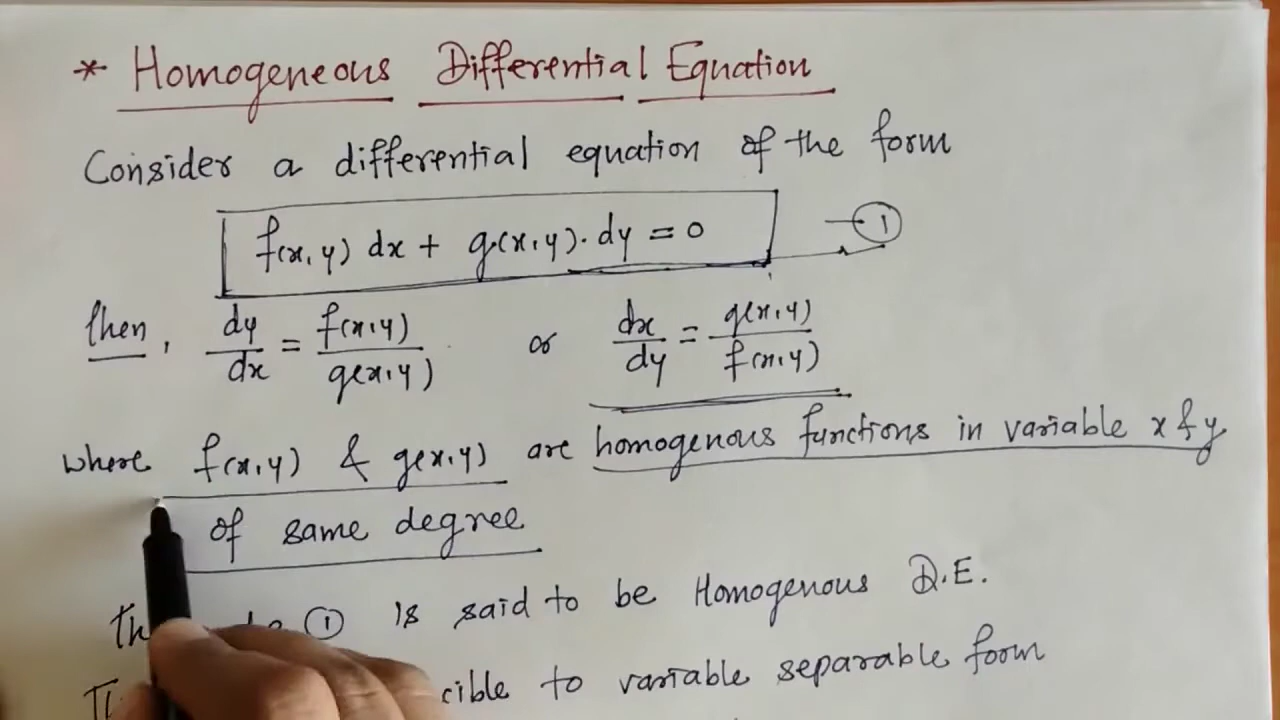 * Homogeneous Differential Equation
Consider a differential equation of the form
f(x,y) dx + g(x,y). dy = 0 — ①
then, dy/dx = f(x,y)/g(x,y) or dx/dy = g(x,y)/f(x,y)
where f(x,y) & g(x,y) are homogenous functions in variable x & y
of same degree
① is said to be Homogenous D.E.
cible to variable separable form